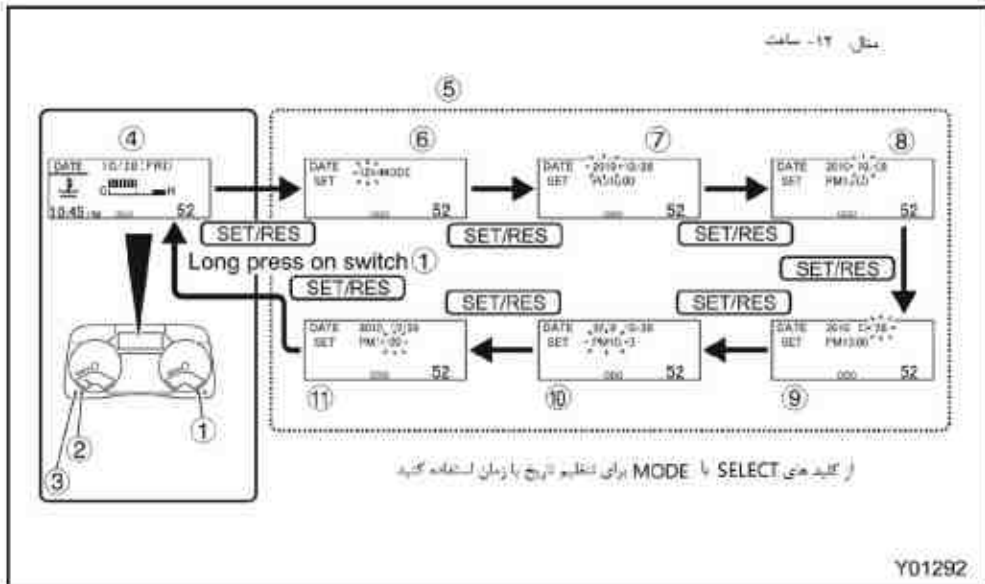 مثال ۱۲- ساعت
⑤
④
⑥
⑦
⑧
DATE 10/28
DATE
SET MODE
DATE 2010 10/28
SET PM10:00
DATE 2010
SET
10:45
52
52
52
52
SET/RES
SET/RES
SET/RES
Long press on switch ①
SET/RES
SET/RES
SET/RES
SET/RES
DATE 2010
SET
DATE 10/28
SET
DATE 2010
SET PM10:00
52
52
52
①
②
③
⑪
⑩
⑨
از کلید های SELECT یا MODE برای تنظیم تاریخ یا زمان استفاده کنید
Y01292